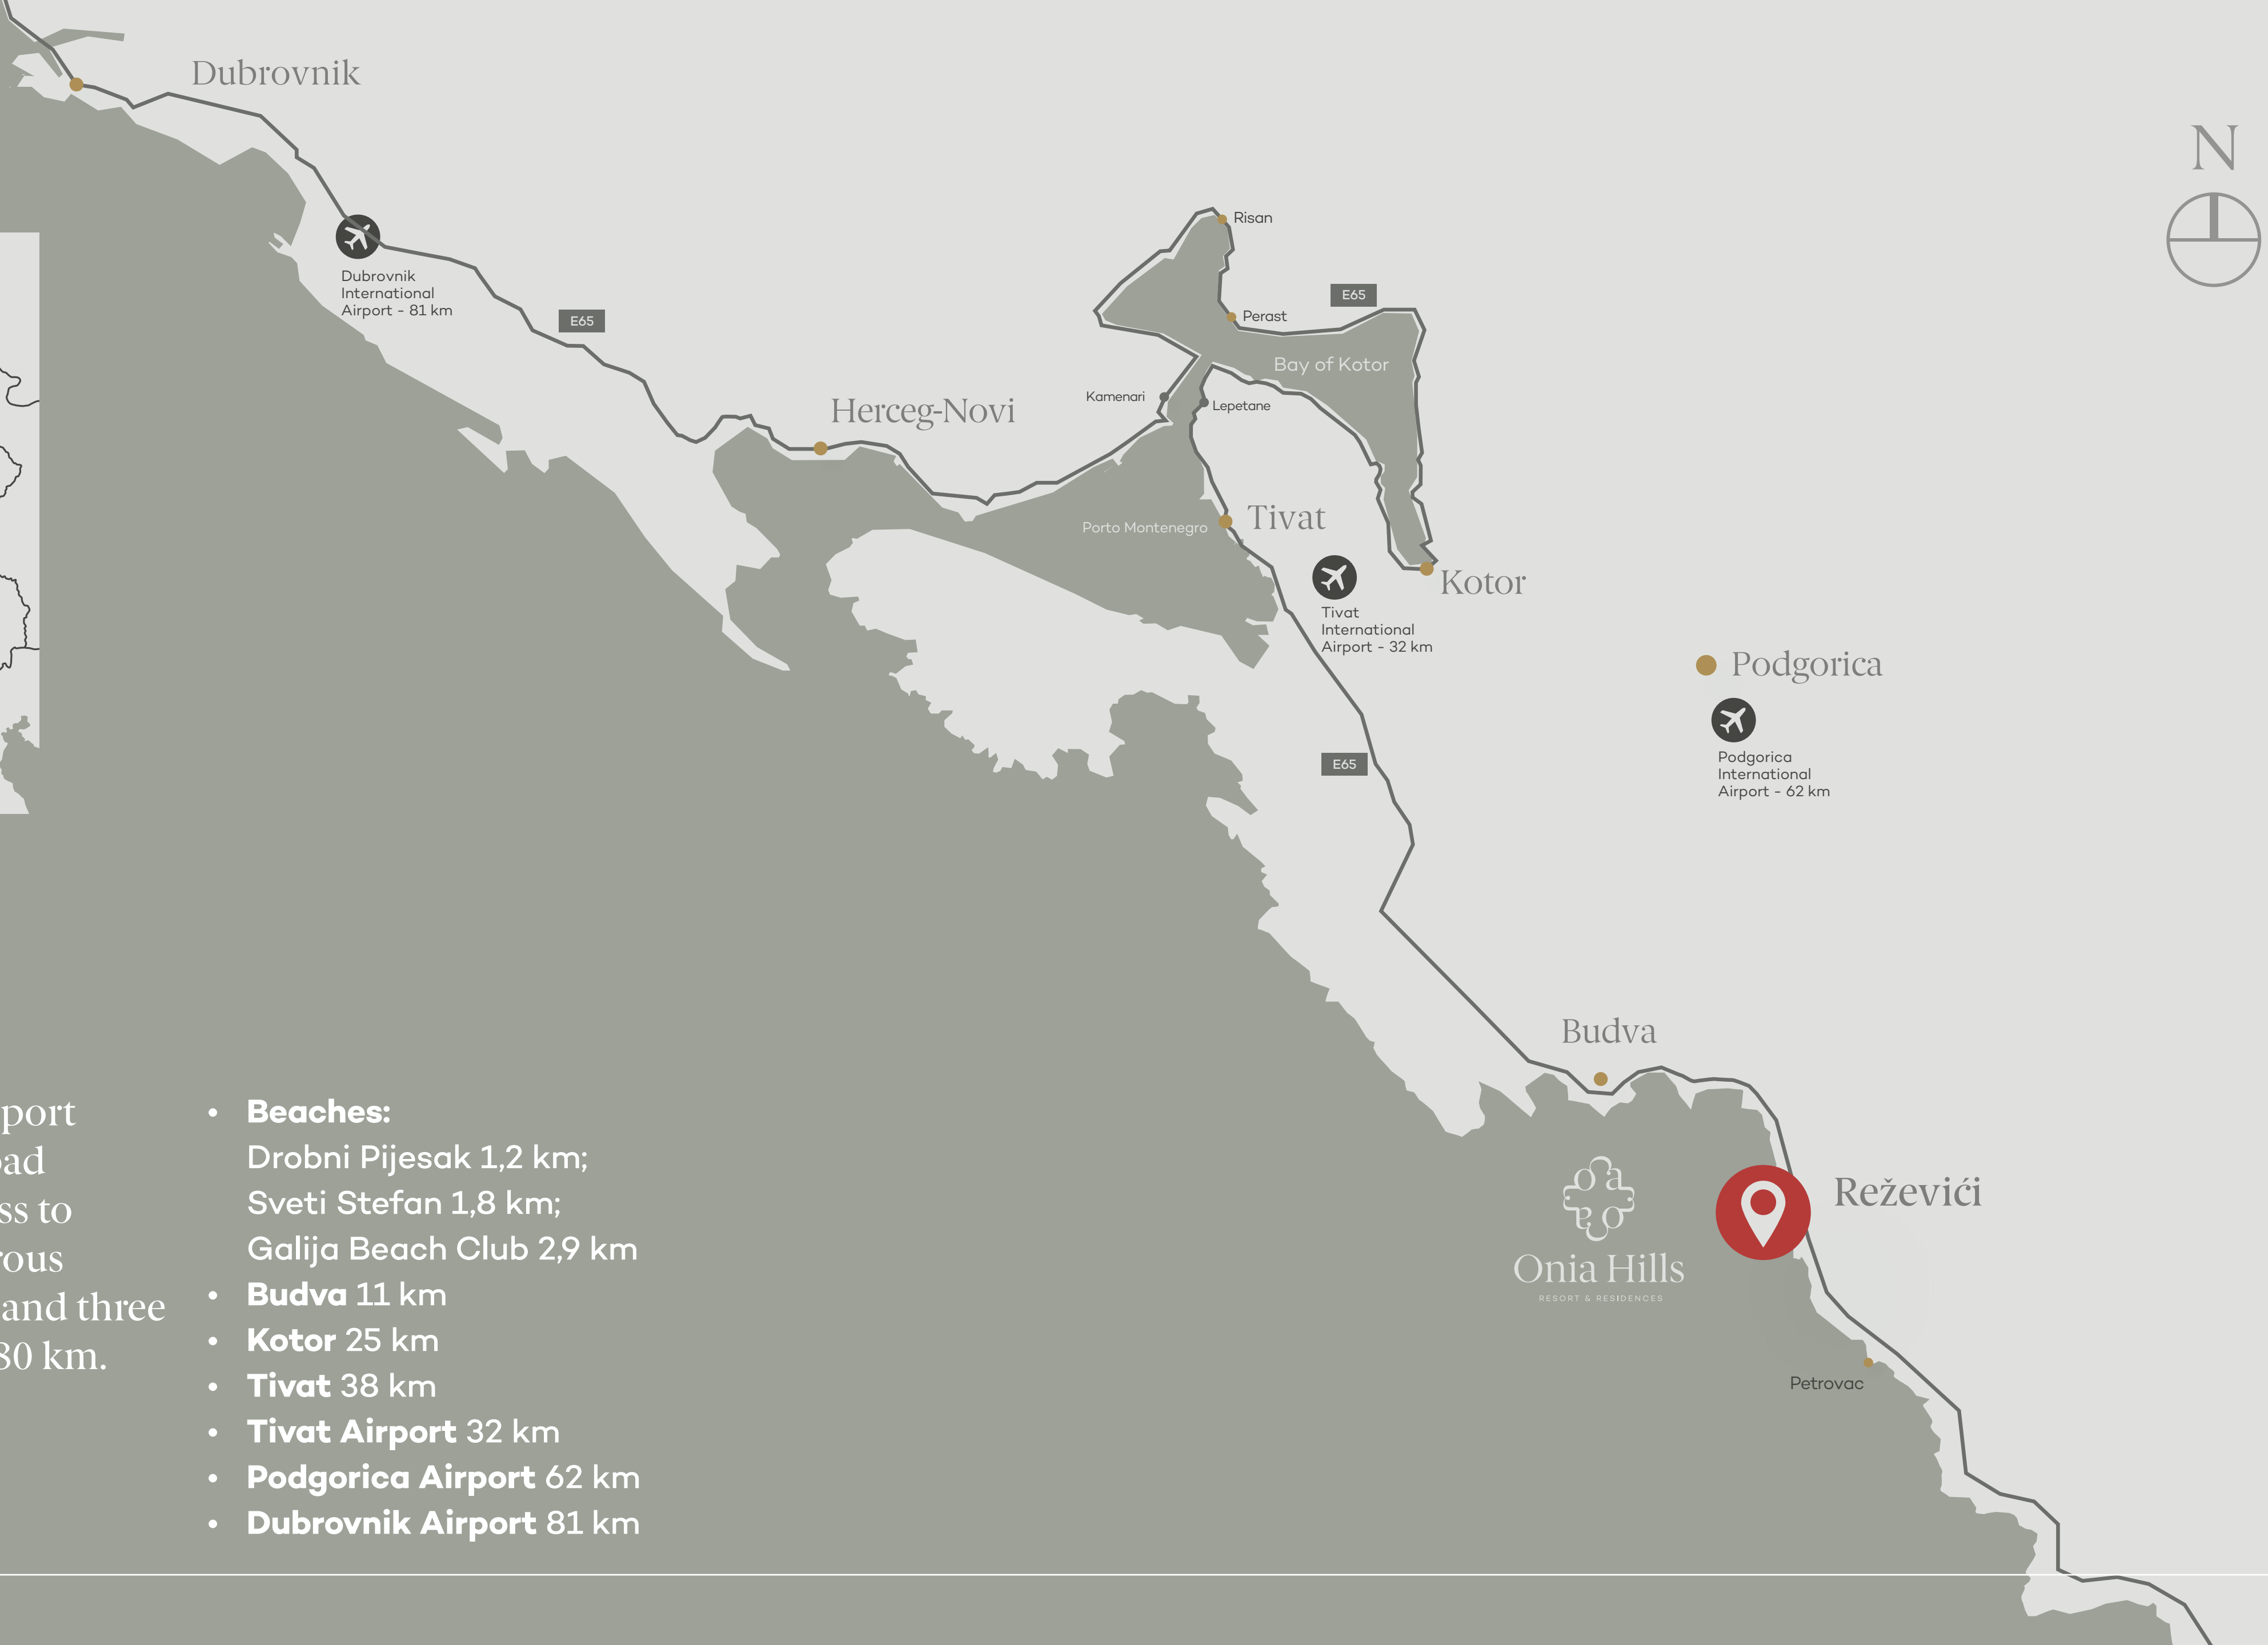 Dubrovnik
N
Risan
Dubrovnik
International
Airport - 81 km
E65
E65
Perast
Bay of Kotor
Kamenari
Lepetane
Herceg-Novi
Porto Montenegro
Tivat
Kotor
Tivat
International
Airport - 32 km
Podgorica
Podgorica
International
Airport - 62 km
E65
Budva
Reževići
Onia Hills
RESORT & RESIDENCES
Petrovac
port
ss to
and three
80 km.
• Beaches:
Drobni Pijesak 1,2 km;
Sveti Stefan 1,8 km;
Galija Beach Club 2,9 km
• Budva 11 km
• Kotor 25 km
• Tivat 38 km
• Tivat Airport 32 km
• Podgorica Airport 62 km
• Dubrovnik Airport 81 km